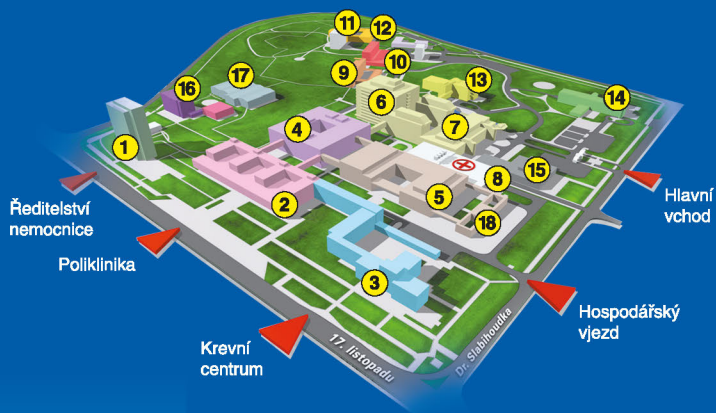 11
12
10
9
16
17
13
6
14
4
7
1
15
8
5
2
18
3
Ředitelství
nemocnice
Poliklinika
Krevní
centrum
17. listopadu
Dr. Slabihoudka
Hospodářský
vjezd
Hlavní
vchod